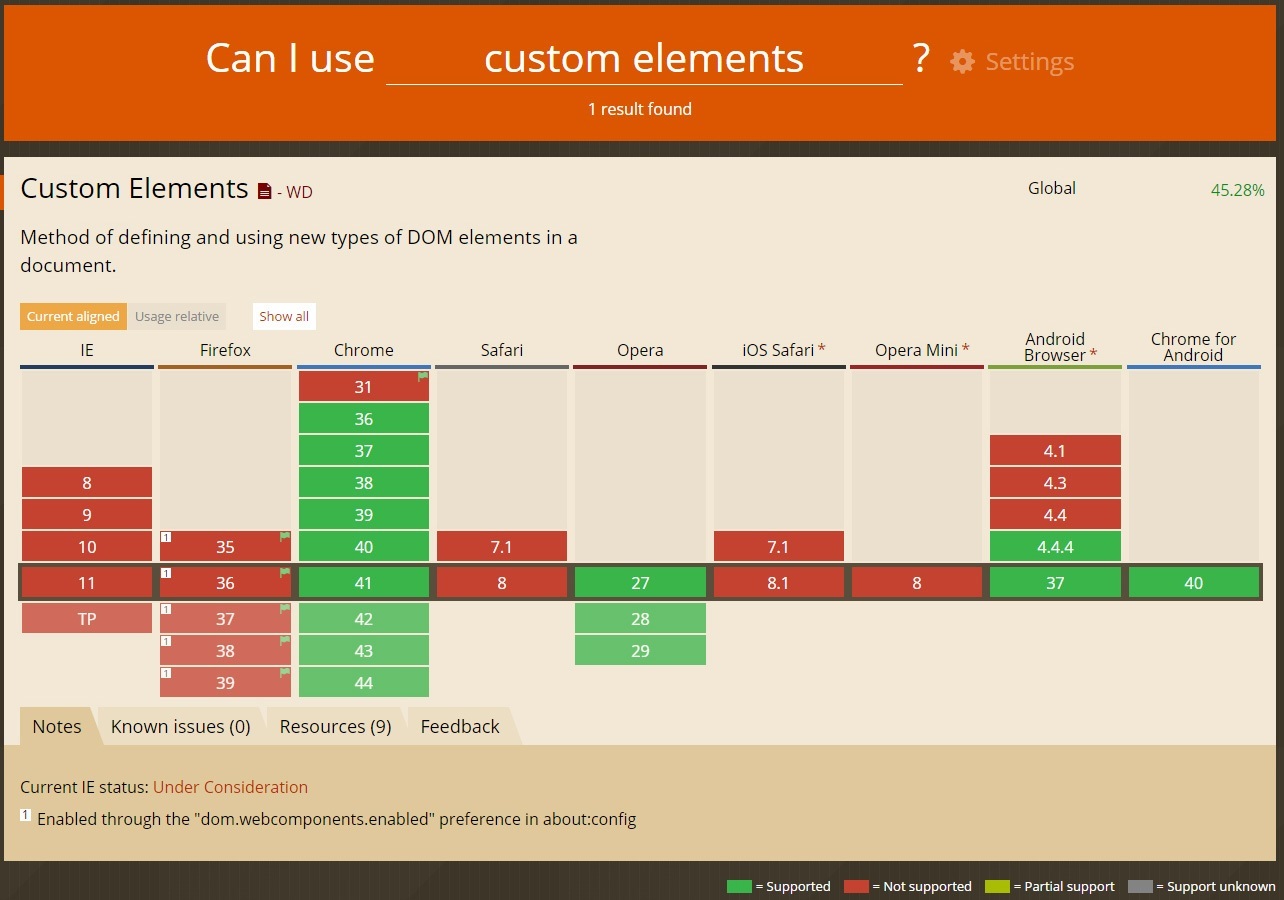 Can I use custom elements ? Settings
1 result found
Custom Elements - WD
Global 45.28%
Method of defining and using new types of DOM elements in a
document.
Current aligned Usage relative Show all
IE Firefox Chrome Safari Opera iOS Safari * Opera Mini * Android Browser * Chrome for Android
31
36
37 4.1
8 38 4.3
9 39 4.4
10 1 35 40 7.1 7.1 4.4.4
11 1 36 41 8 27 8.1 8 37 40
TP 1 37 42 28
1 38 43 29
1 39 44
Notes Known issues (0) Resources (9) Feedback
Current IE status: Under Consideration
1 Enabled through the "dom.webcomponents.enabled" preference in about:config
= Supported = Not supported = Partial support = Support unknown